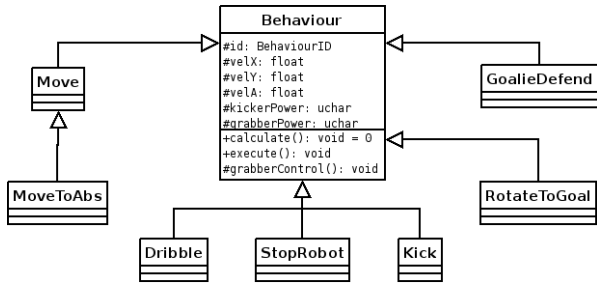 Behaviour
#id: BehaviourID
#velX: float
#velY: float
#velA: float
#kickerPower: uchar
#grabberPower: uchar
+calculate(): void = 0
+execute(): void
#grabberControl(): void
Move
GoalieDefend
MoveToAbs
RotateToGoal
Dribble
StopRobot
Kick